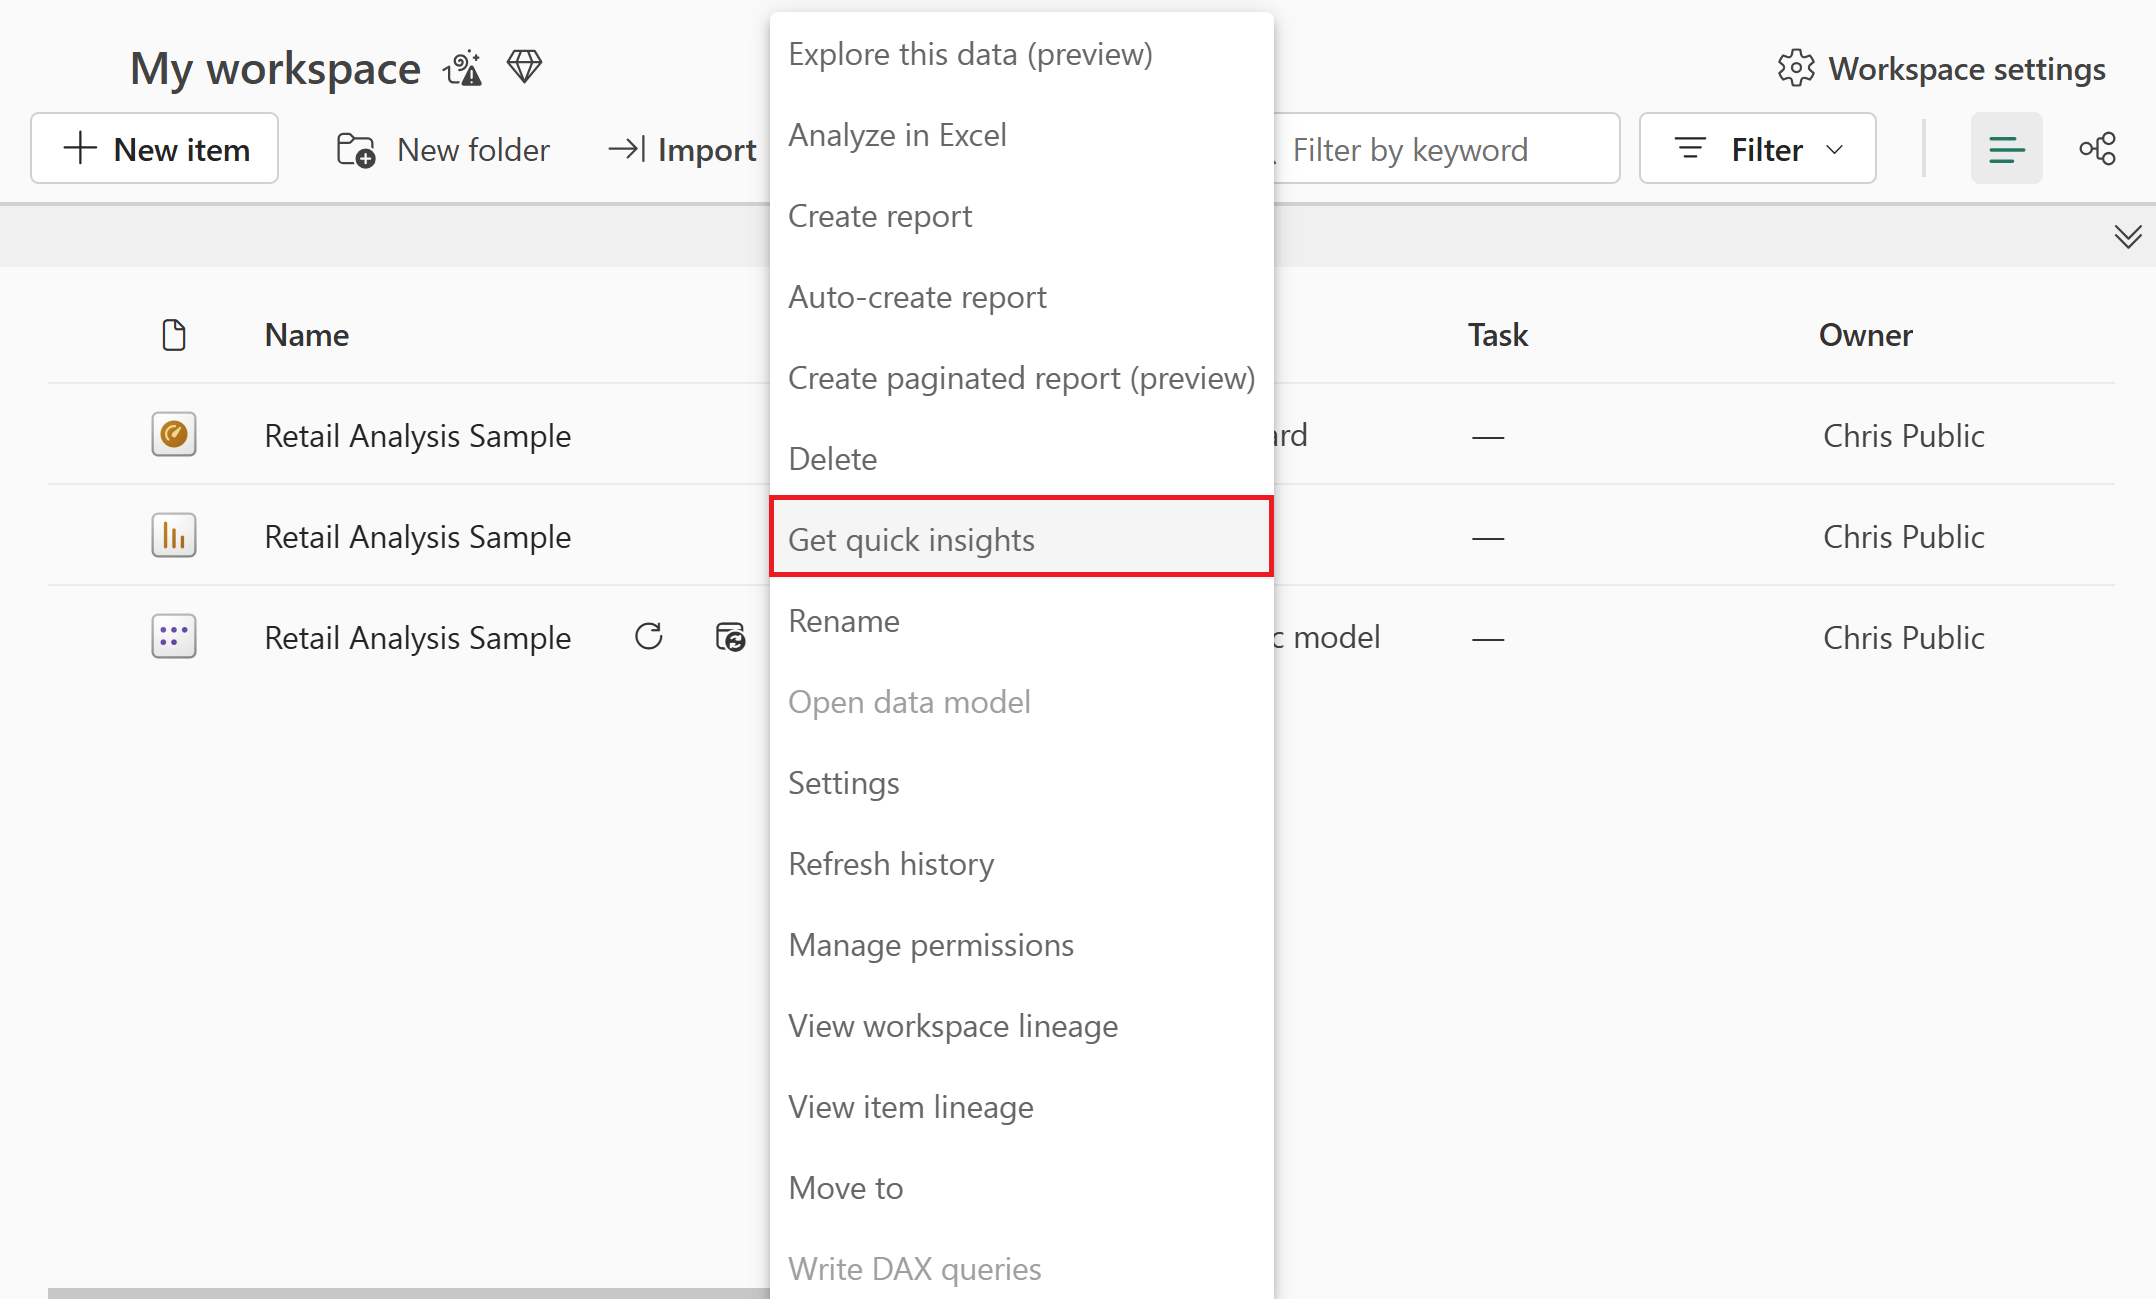 My workspace
Workspace settings
New item
New folder
Import
Filter by keyword
Filter
Name
Task
Owner
Retail Analysis Sample
ard
—
Chris Public
Retail Analysis Sample
—
Chris Public
Retail Analysis Sample
c model
—
Chris Public
Explore this data (preview)
Analyze in Excel
Create report
Auto-create report
Create paginated report (preview)
Delete
Get quick insights
Rename
Open data model
Settings
Refresh history
Manage permissions
View workspace lineage
View item lineage
Move to
Write DAX queries